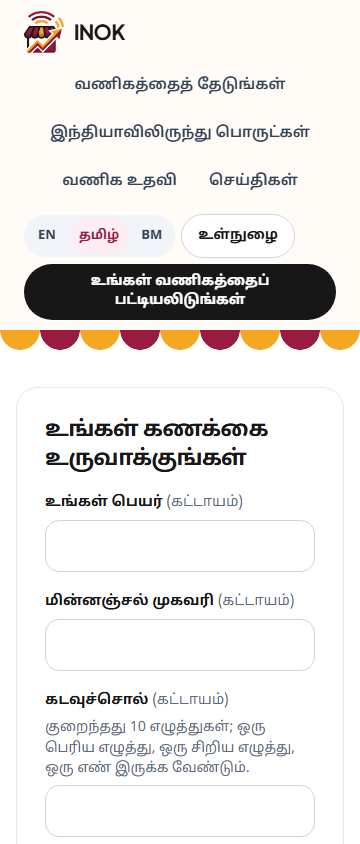 INOK
வணிகத்தைத் தேடுங்கள்
இந்தியாவிலிருந்து பொருட்கள்
வணிக உதவி செய்திகள்
EN தமிழ் BM உள்நுழை
உங்கள் வணிகத்தைப்
பட்டியலிடுங்கள்
உங்கள் கணக்கை
உருவாக்குங்கள்
உங்கள் பெயர் (கட்டாயம்)
மின்னஞ்சல் முகவரி (கட்டாயம்)
கடவுச்சொல் (கட்டாயம்)
குறைந்தது 10 எழுத்துகள்; ஒரு
பெரிய எழுத்து, ஒரு சிறிய எழுத்து,
ஒரு எண் இருக்க வேண்டும்.